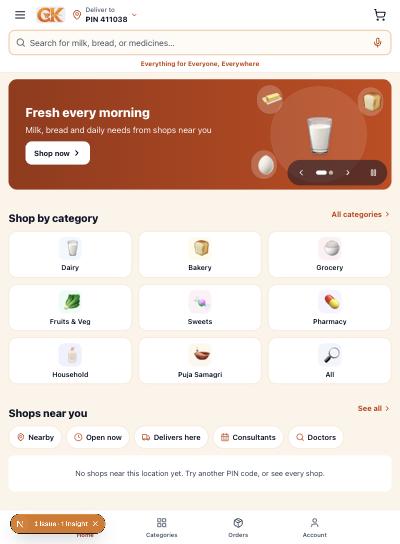 GK
Deliver to
PIN 411038
Search for milk, bread, or medicines...
Everything for Everyone, Everywhere
Fresh every morning
Milk, bread and daily needs from shops near you
Shop now
Shop by category
All categories
Dairy
Bakery
Grocery
Fruits & Veg
Sweets
Pharmacy
Household
Puja Samagri
All
Shops near you
See all
Nearby
Open now
Delivers here
Consultants
Doctors
No shops near this location yet. Try another PIN code, or see every shop.
N 1 Issue · 1 Insight
Home
Categories
Orders
Account